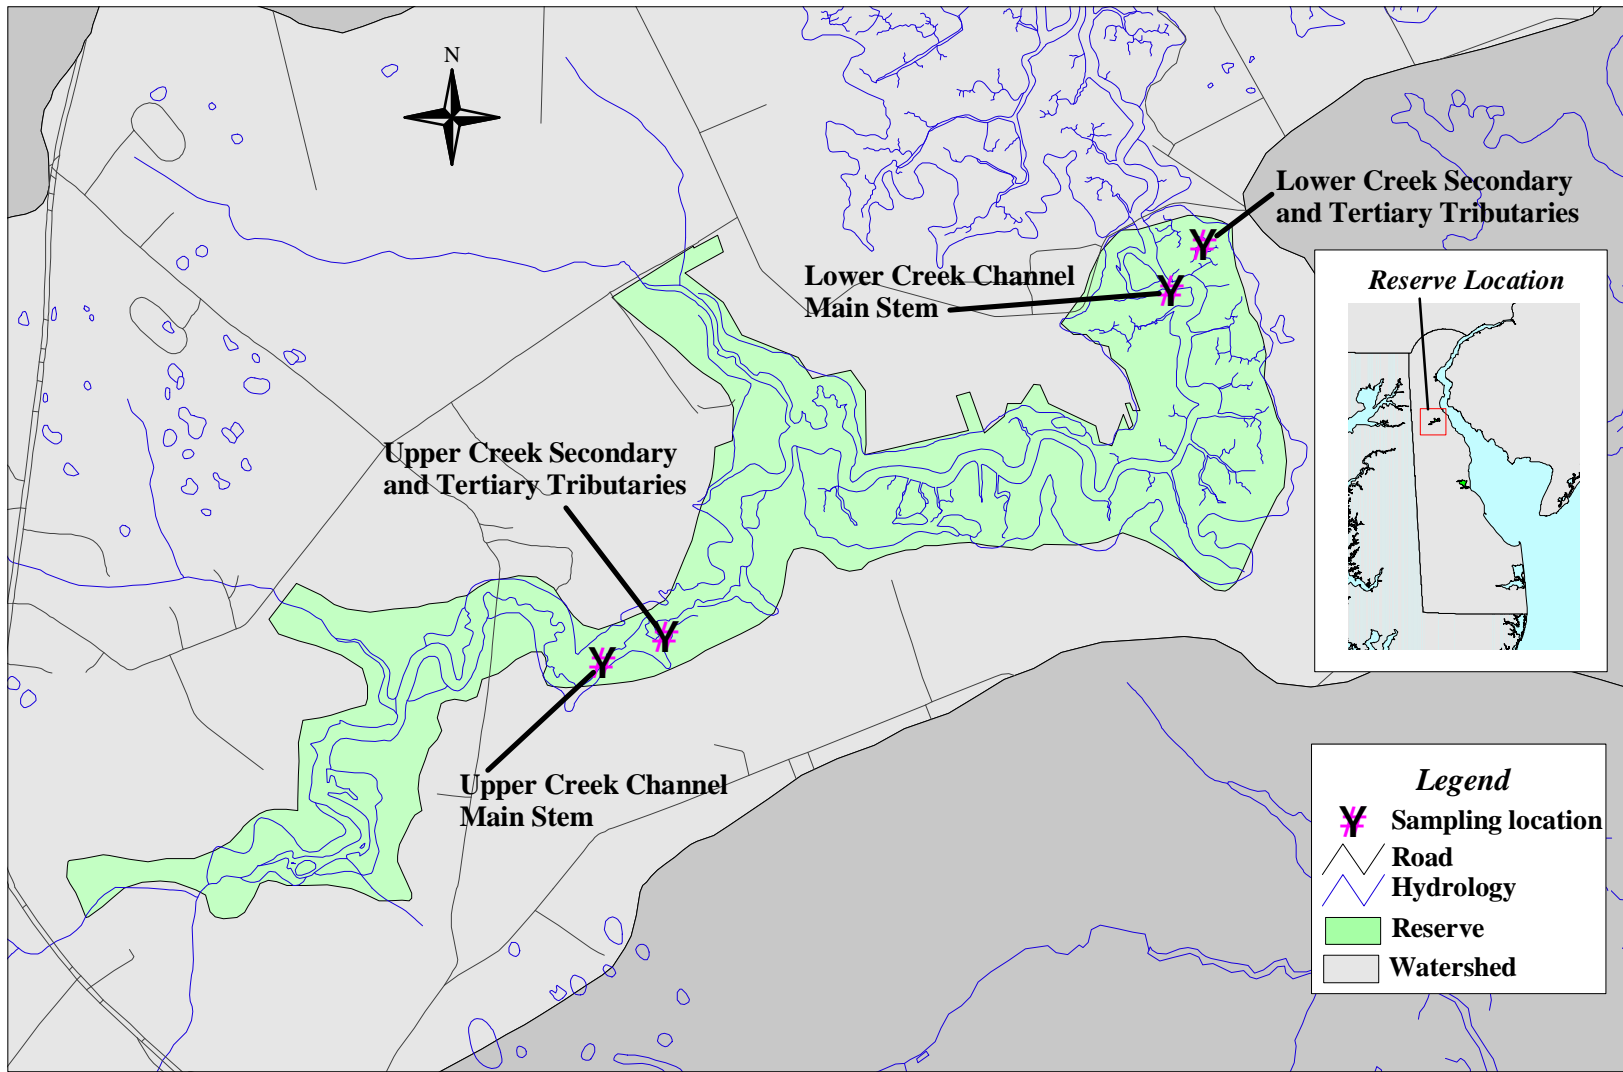 N
Lower Creek Secondary
and Tertiary Tributaries
Lower Creek Channel
Main Stem
Reserve Location
Upper Creek Secondary
and Tertiary Tributaries
Upper Creek Channel
Main Stem
Legend
Sampling location
Road
Hydrology
Reserve
Watershed